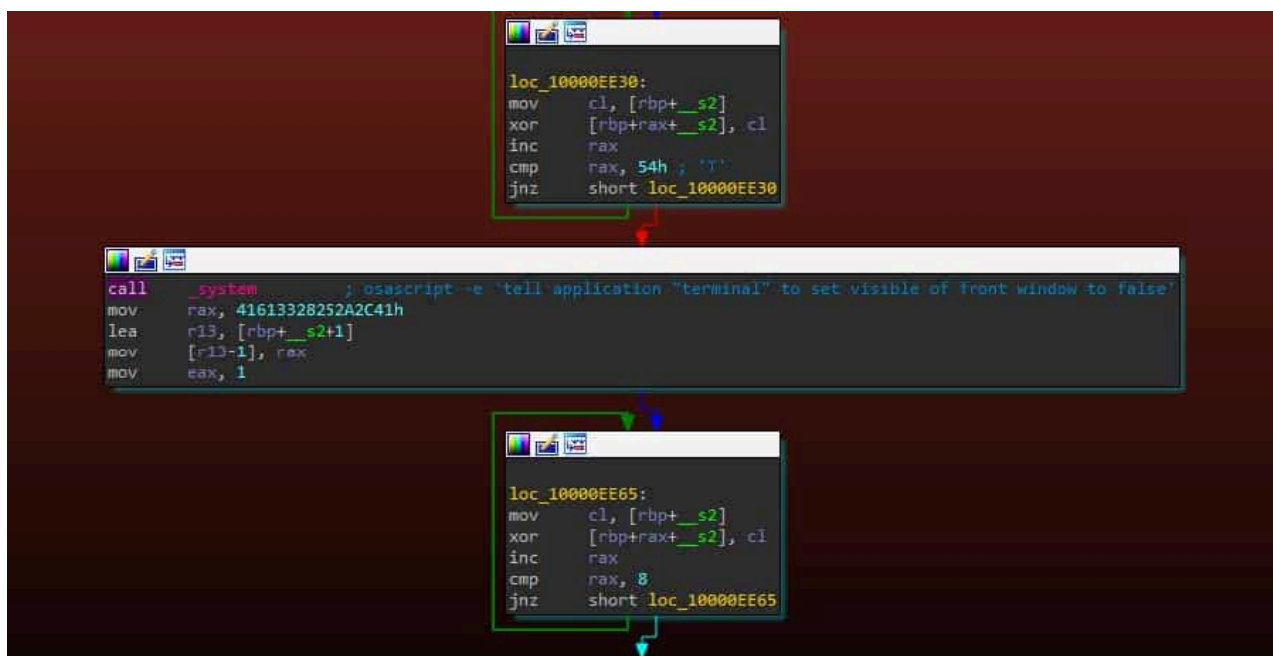 loc_10000EE30:
mov cl, [rbp+__s2]
xor [rbp+rax+__s2], cl
inc rax
cmp rax, 54h ; 'T'
jnz short loc_10000EE30
call _system ; osascript -e 'tell application "terminal" to set visible of front window to false'
mov rax, 41613328252A2C41h
lea r13, [rbp+__s2+1]
mov [r13-1], rax
mov eax, 1
loc_10000EE65:
mov cl, [rbp+__s2]
xor [rbp+rax+__s2], cl
inc rax
cmp rax, 8
jnz short loc_10000EE65